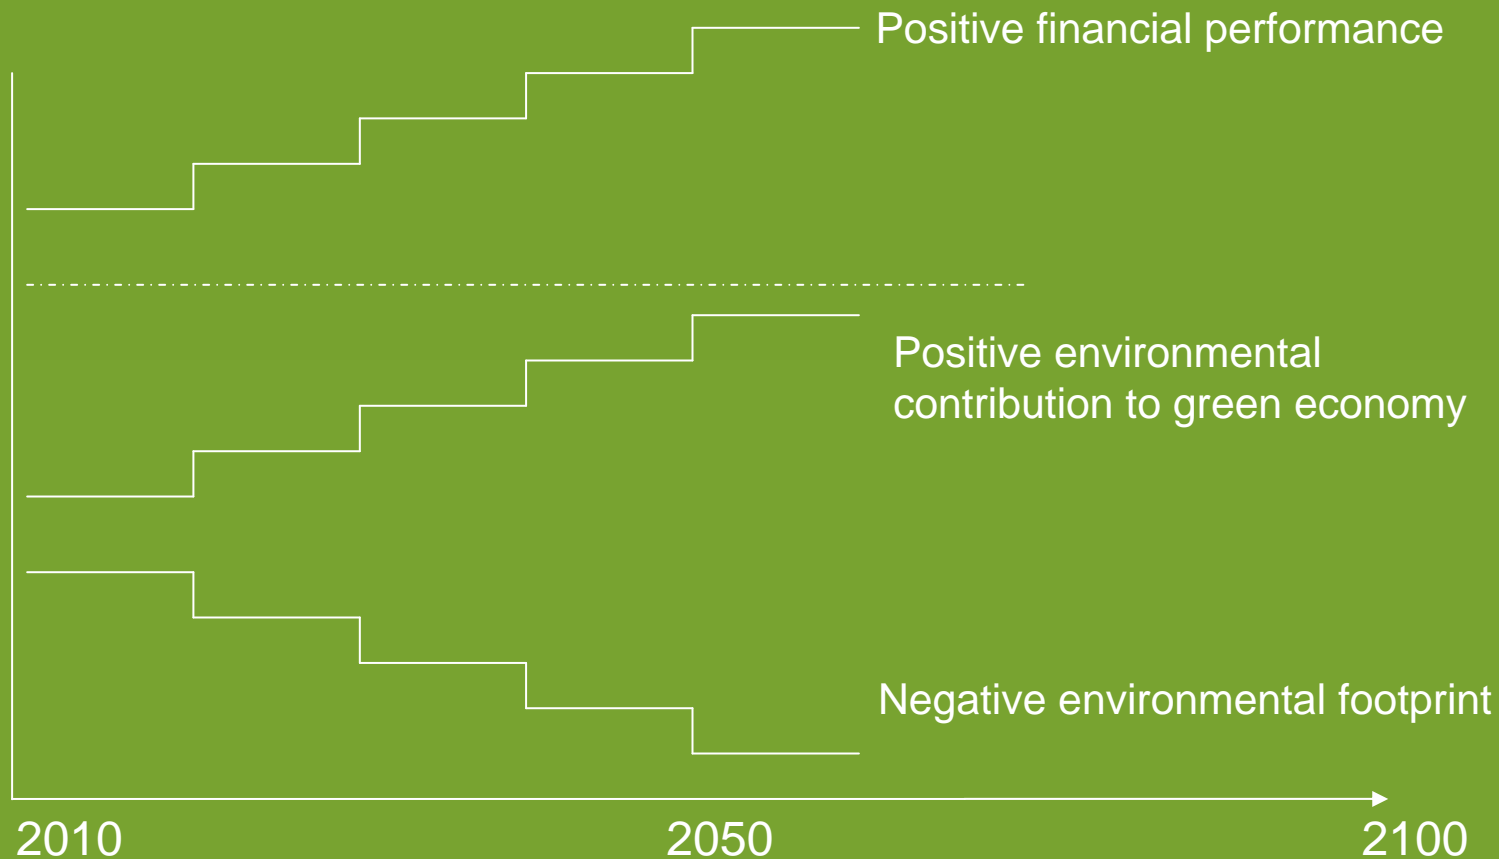 Positive financial performance
Positive environmental
contribution to green economy
Negative environmental footprint
2010
2050
2100